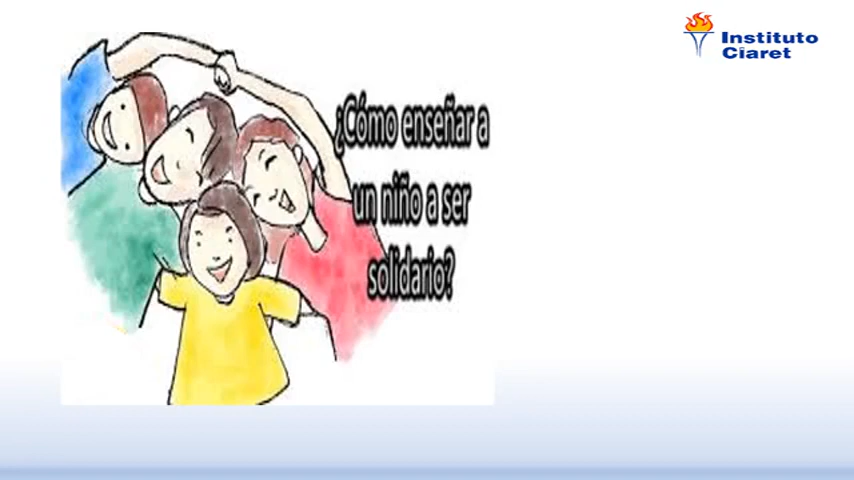 Instituto
Ciaret
¿Cómo enseñar a
un niño a ser
solidario?